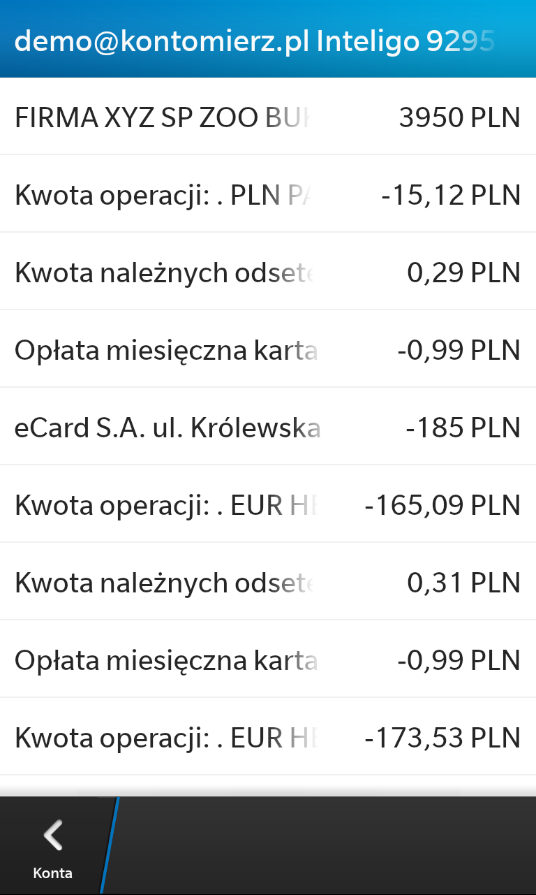 demo@kontomierz.pl Inteligo 9295
FIRMA XYZ SP ZOO
3950 PLN
Kwota operacji: . PLN
-15,12 PLN
Kwota należnych
0,29 PLN
Opłata miesięczna karta
-0,99 PLN
eCard S.A. ul. Królewska
-185 PLN
Kwota operacji: . EUR
-165,09 PLN
Kwota należnych
0,31 PLN
Opłata miesięczna karta
-0,99 PLN
Kwota operacji: . EUR
-173,53 PLN
Konta